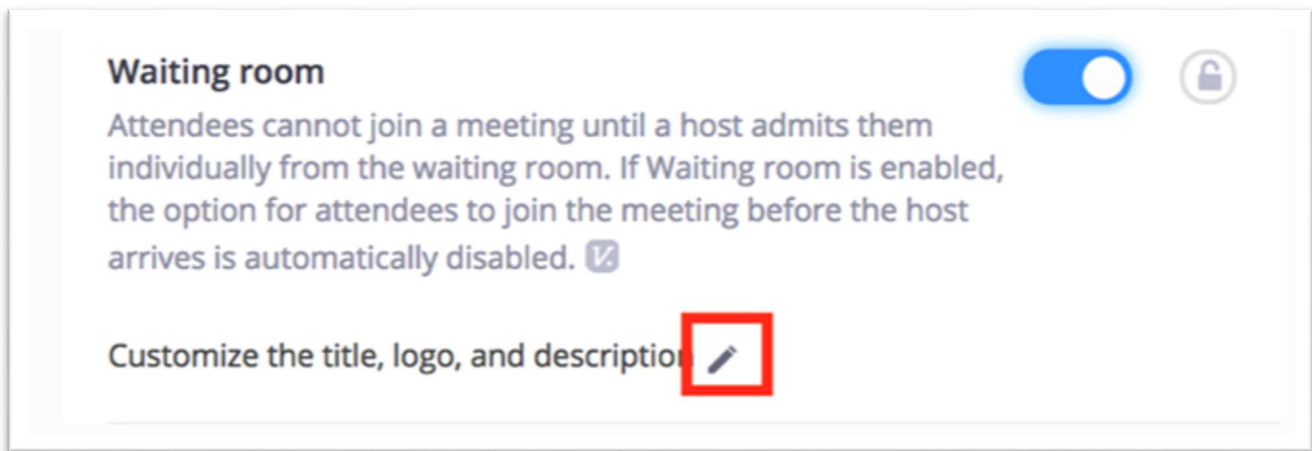 Waiting room
Attendees cannot join a meeting until a host admits them
individually from the waiting room. If Waiting room is enabled,
the option for attendees to join the meeting before the host
arrives is automatically disabled. V.
Customize the title, logo, and description